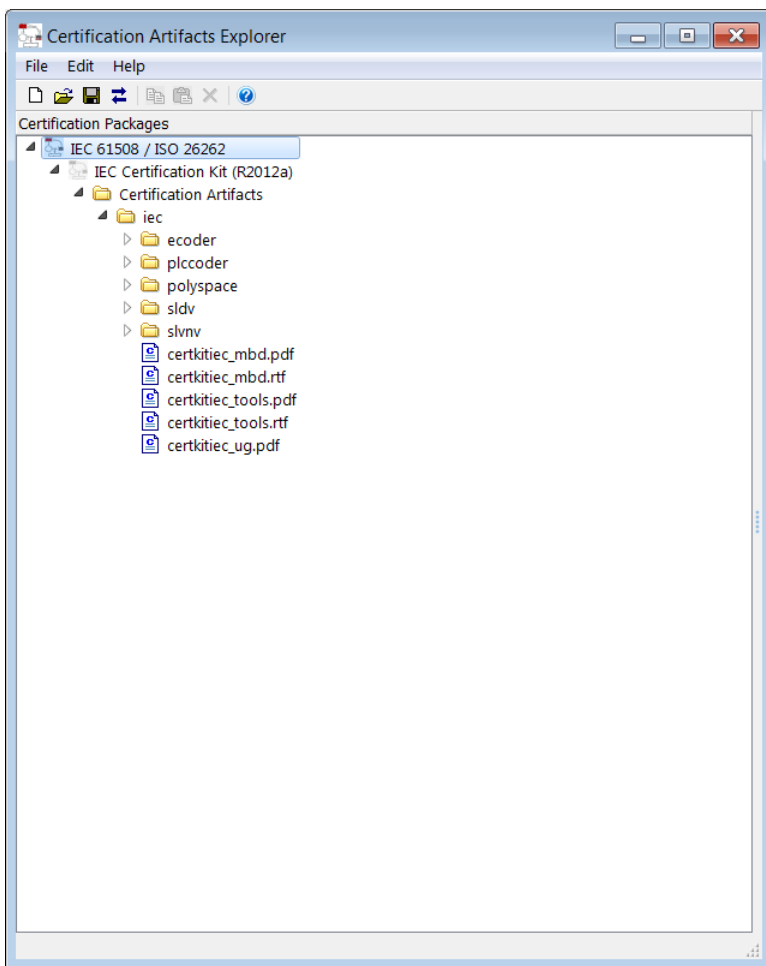 Certification Artifacts Explorer
File Edit Help
Certification Packages
IEC 61508 / ISO 26262
IEC Certification Kit (R2012a)
Certification Artifacts
iec
ecoder
plccoder
polyspace
sldv
slvnv
certkitiec_mbd.pdf
certkitiec_mbd.rtf
certkitiec_tools.pdf
certkitiec_tools.rtf
certkitiec_ug.pdf